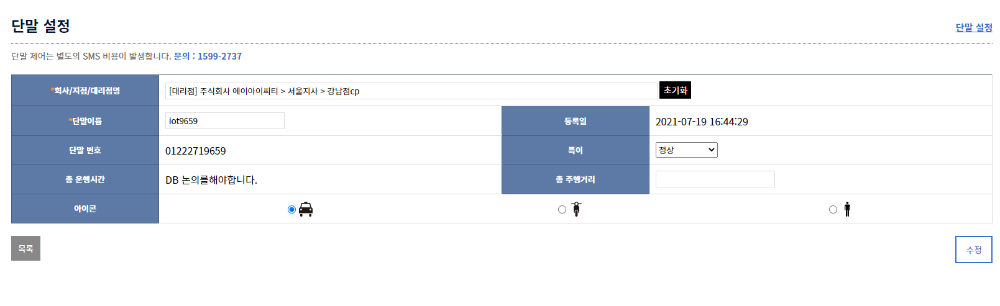 단말 설정
단말 설정
단말 제어는 별도의 SMS 비용이 발생합니다. 문의 : 1599-2737
*회사/지점/대리점명 [대리점] 주식회사 에이아이씨티 > 서울지사 > 강남점cp 초기화
*단말이름 iot9659 등록일 2021-07-19 16:44:29
단말 번호 01222719659 특이 정상
총 운행시간 DB 논의를해야합니다. 총 주행거리
아이콘
목록 수정